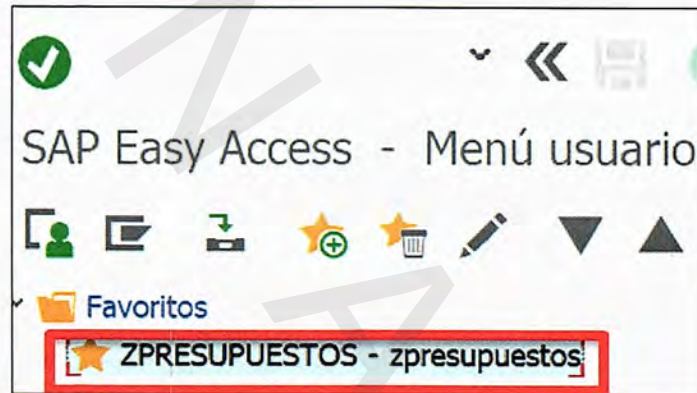 SAP Easy Access - Menú usuario
Favoritos
ZPRESUPUESTOS - zpresupuestos